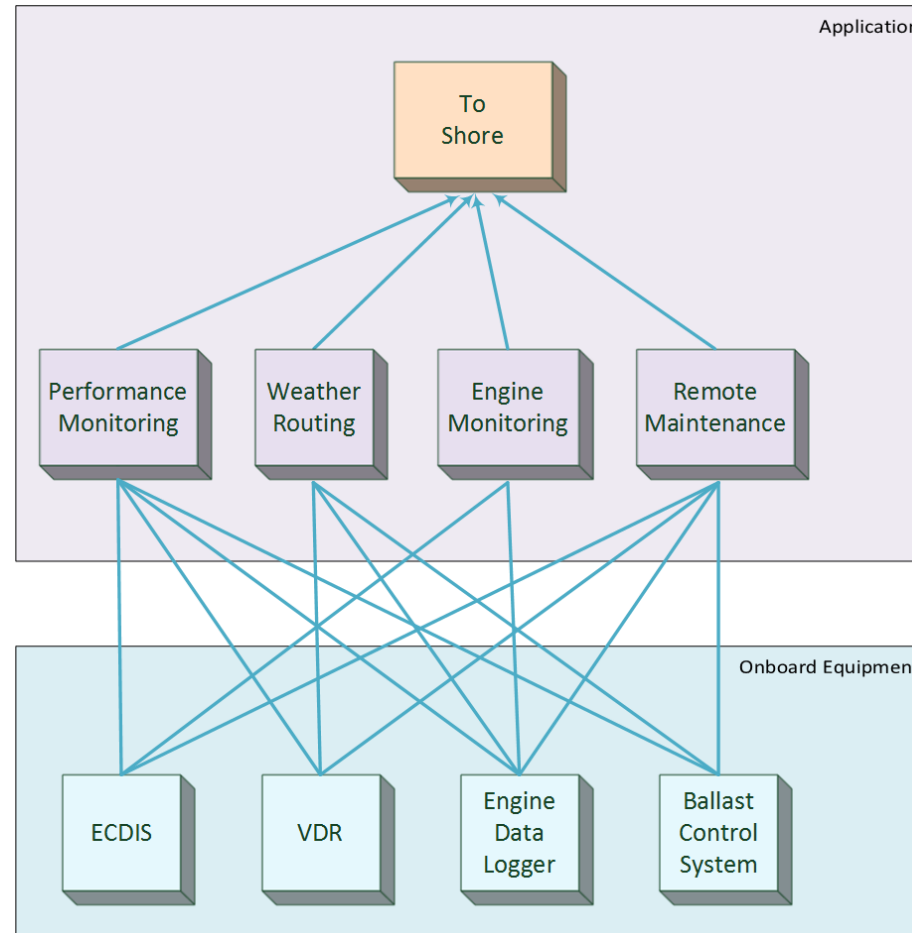 Application
To
Shore
Performance
Monitoring
Weather
Routing
Engine
Monitoring
Remote
Maintenance
Onboard Equipmen
ECDIS
VDR
Engine
Data
Logger
Ballast
Control
System